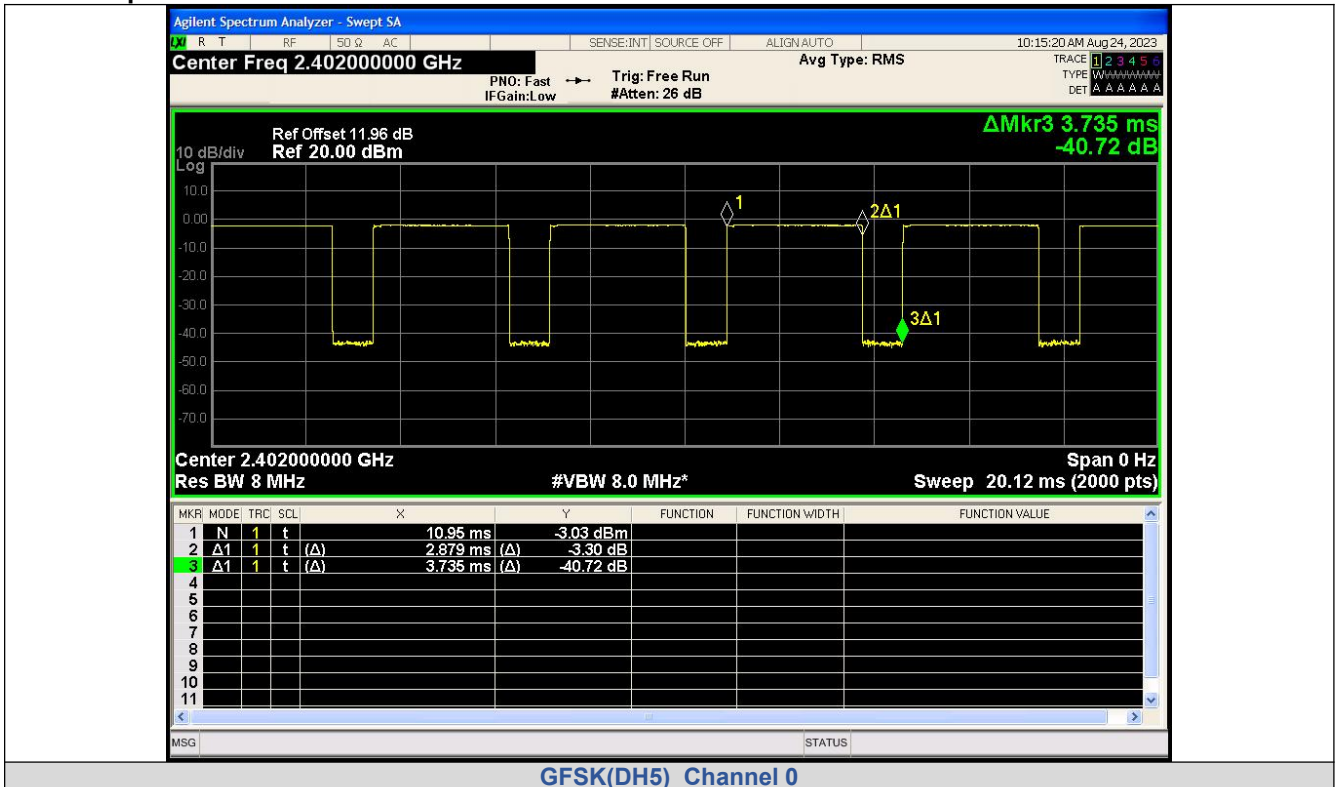 Agilent Spectrum Analyzer - Swept SA
LXI R T RF 50 Ω AC SENSE:INT SOURCE OFF ALIGNAUTO 10:15:20 AM Aug 24, 2023
Center Freq 2.402000000 GHz
Avg Type: RMS
TRACE 1 2 3 4 5 6
PNO: Fast
IFGain:Low
Trig: Free Run
#Atten: 26 dB
TYPE
DET A A A A A A
ΔMkr3 3.735 ms
-40.72 dB
Ref Offset 11.96 dB
10 dB/div Ref 20.00 dBm
Log
10.0
0.00
-10.0
-20.0
-30.0
-40.0
-50.0
-60.0
-70.0
1
2Δ1
3Δ1
Center 2.402000000 GHz Span 0 Hz
Res BW 8 MHz #VBW 8.0 MHz* Sweep 20.12 ms (2000 pts)
MKR MODE TRC SCL X Y FUNCTION FUNCTION WIDTH FUNCTION VALUE
1 N 1 t 10.95 ms -3.03 dBm
2 Δ1 1 t (Δ) 2.879 ms (Δ) -3.30 dB
3 Δ1 1 t (Δ) 3.735 ms (Δ) -40.72 dB
4
5
6
7
8
9
10
11
MSG STATUS
GFSK(DH5) Channel 0